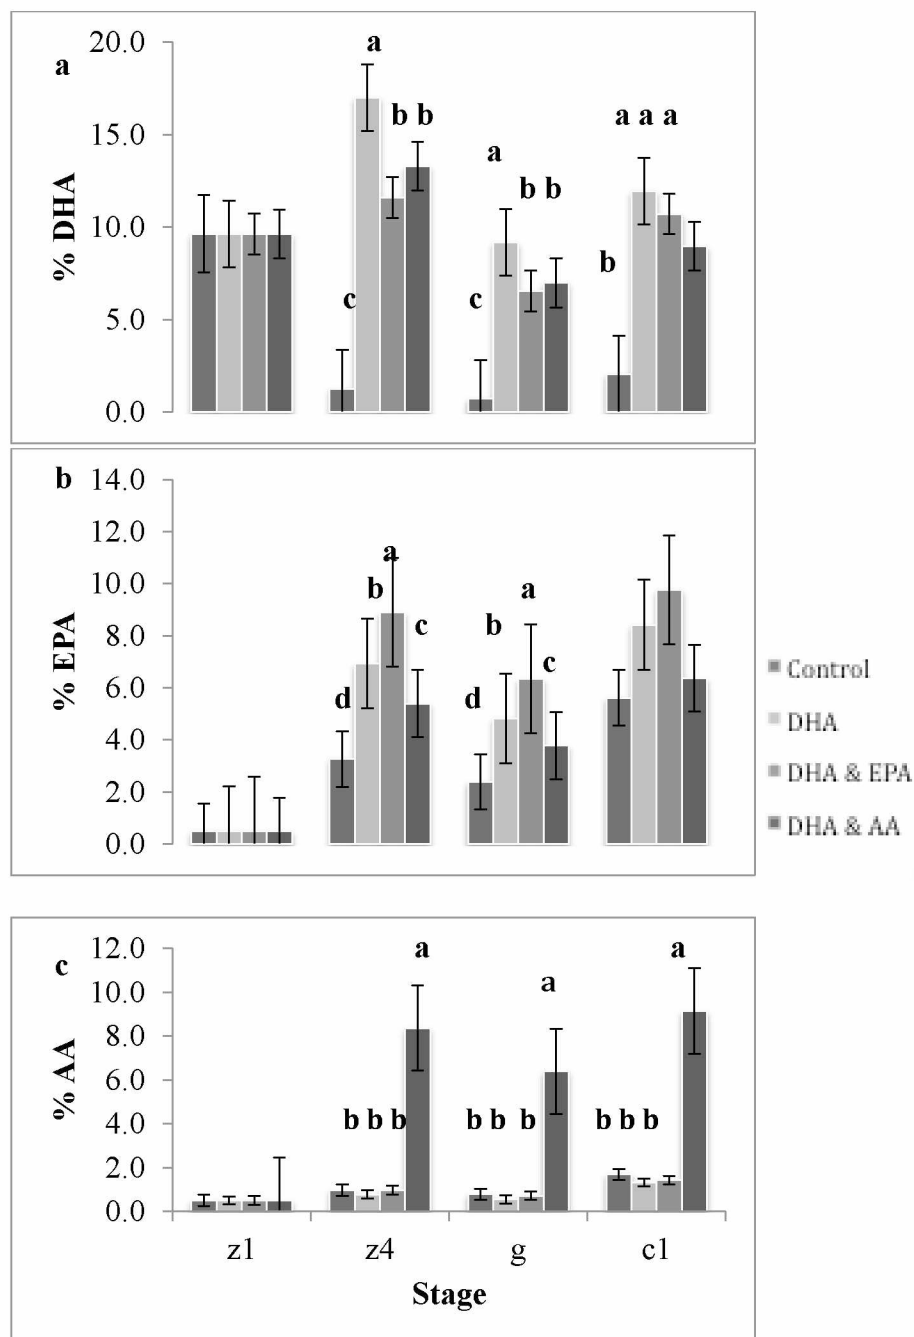 a
% DHA
20.0
15.0
10.0
5.0
0.0
a
b b
c
a
b b
c
a a a
b
b
% EPA
14.0
12.0
10.0
8.0
6.0
4.0
2.0
0.0
a
b
c
d
a
b
c
d
Control
DHA
DHA & EPA
DHA & AA
c
% AA
12.0
10.0
8.0
6.0
4.0
2.0
0.0
a
b b b
a
b b b
a
b b b
z1 z4 g c1
Stage